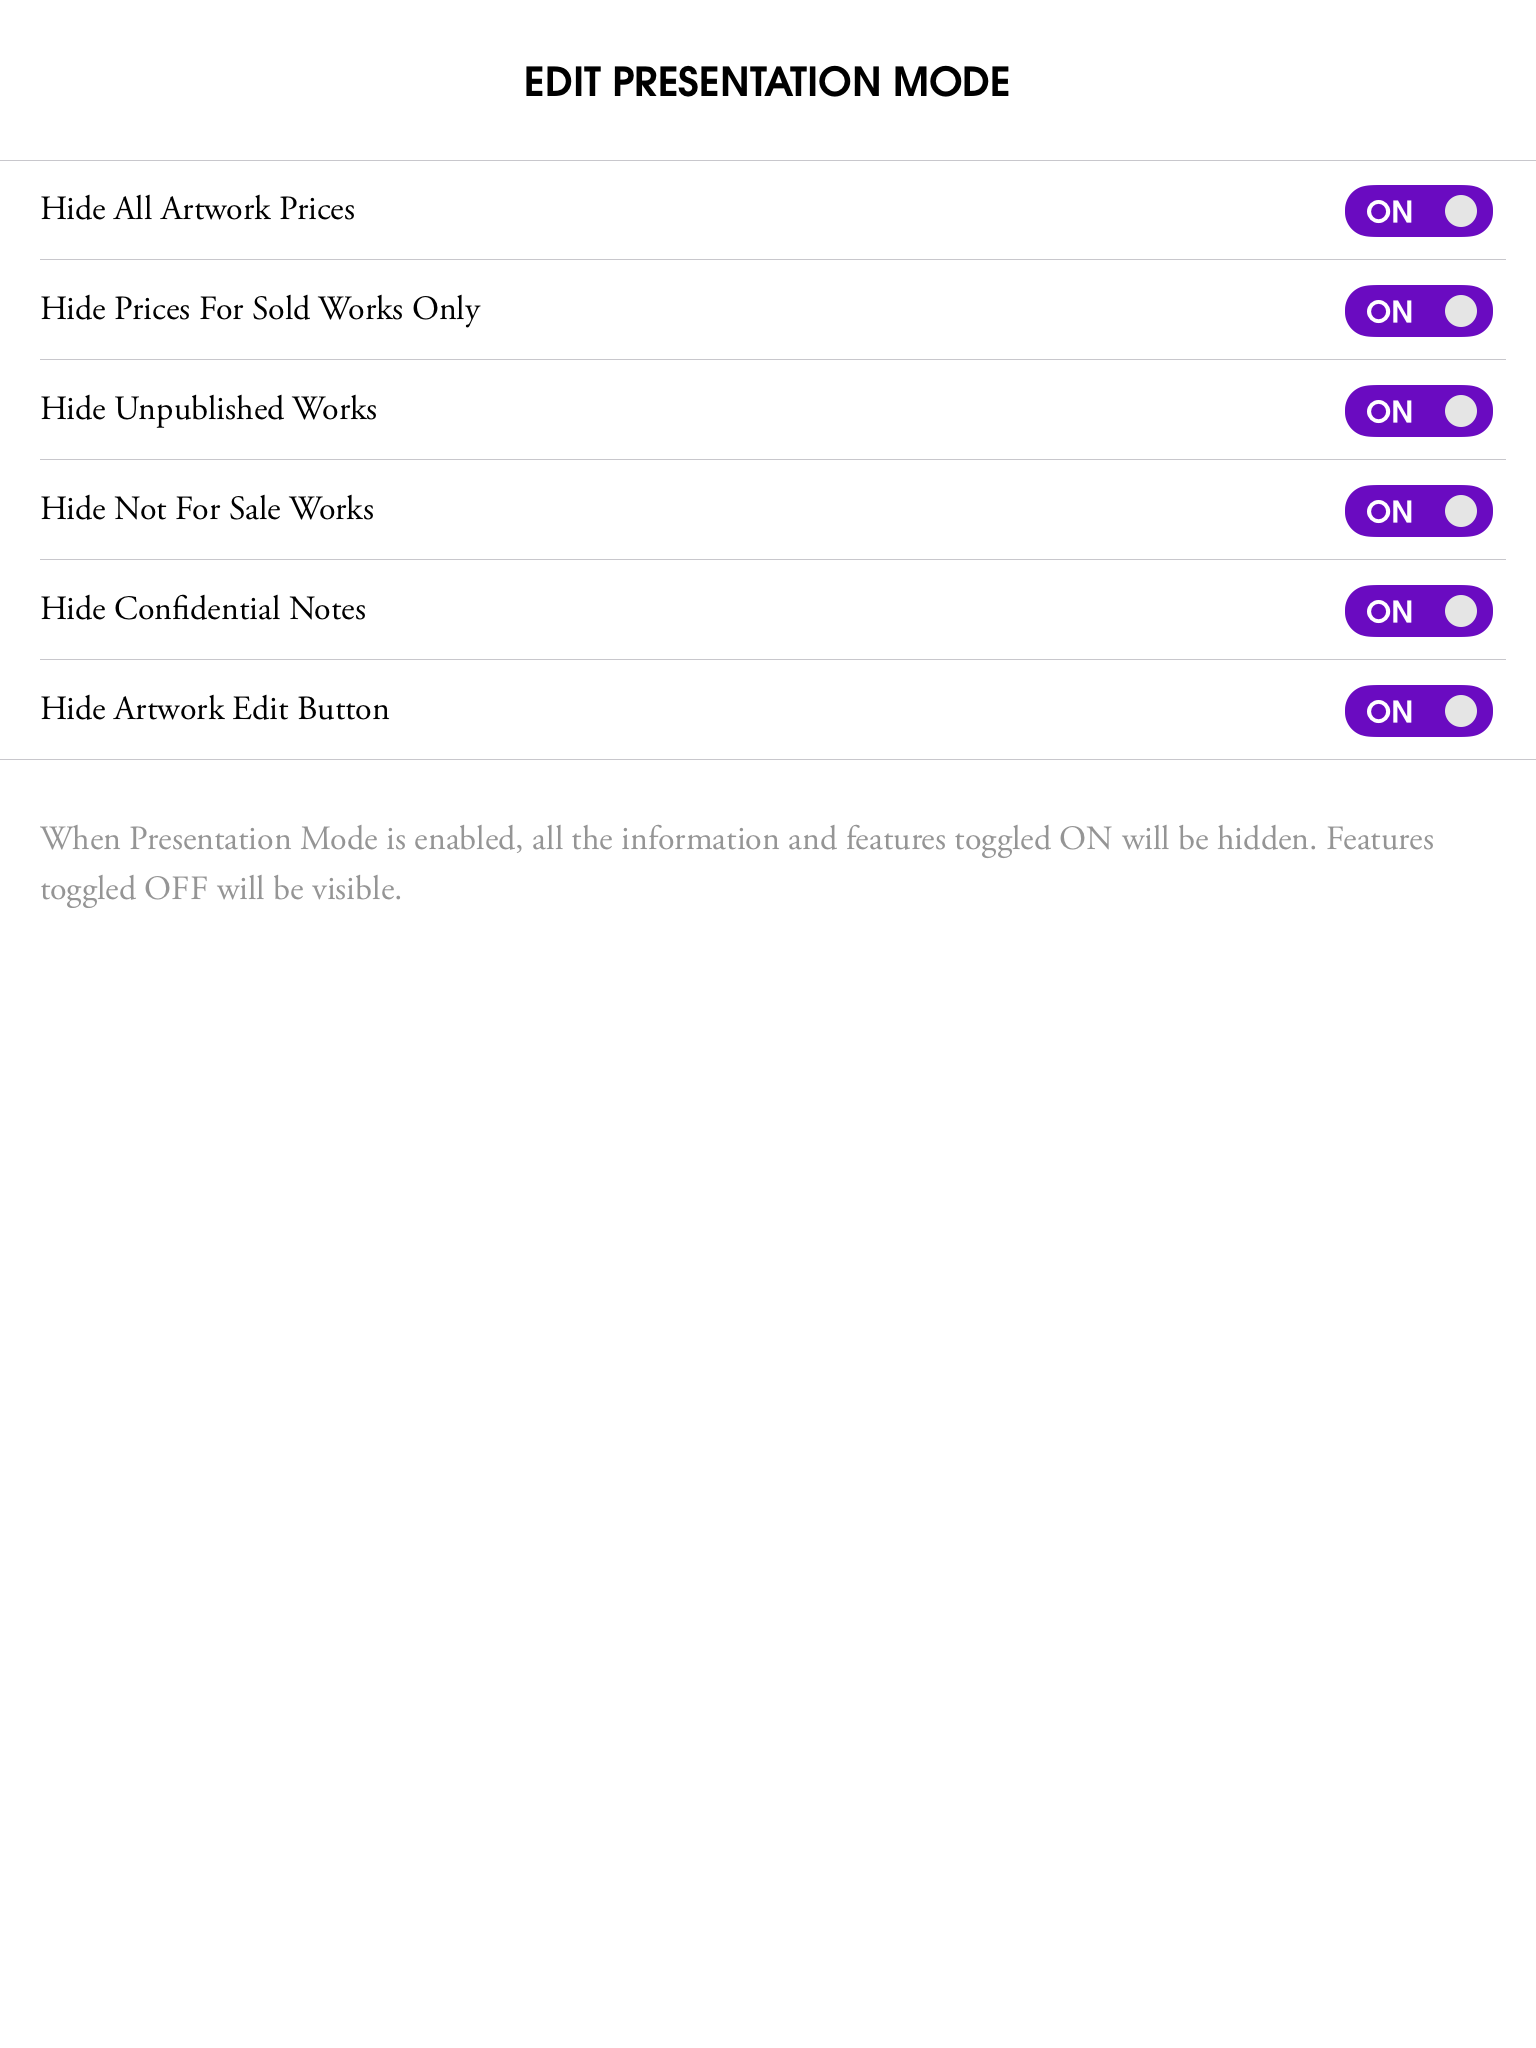 EDIT PRESENTATION MODE
Hide All Artwork Prices ON
Hide Prices For Sold Works Only ON
Hide Unpublished Works ON
Hide Not For Sale Works ON
Hide Confidential Notes ON
Hide Artwork Edit Button ON
When Presentation Mode is enabled, all the information and features toggled ON will be hidden. Features
toggled OFF will be visible.